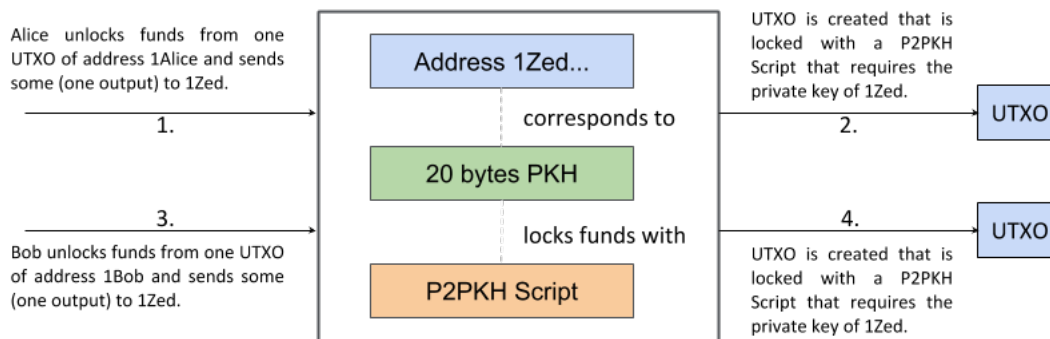 Alice unlocks funds from one
UTXO of address 1Alice and sends
some (one output) to 1Zed.
1.
3.
Bob unlocks funds from one UTXO
of address 1Bob and sends some
(one output) to 1Zed.
Address 1Zed...
corresponds to
20 bytes PKH
locks funds with
P2PKH Script
UTXO is created that is
locked with a P2PKH
Script that requires the
private key of 1Zed.
2.
UTXO
4.
UTXO
UTXO is created that is
locked with a P2PKH
Script that requires the
private key of 1Zed.